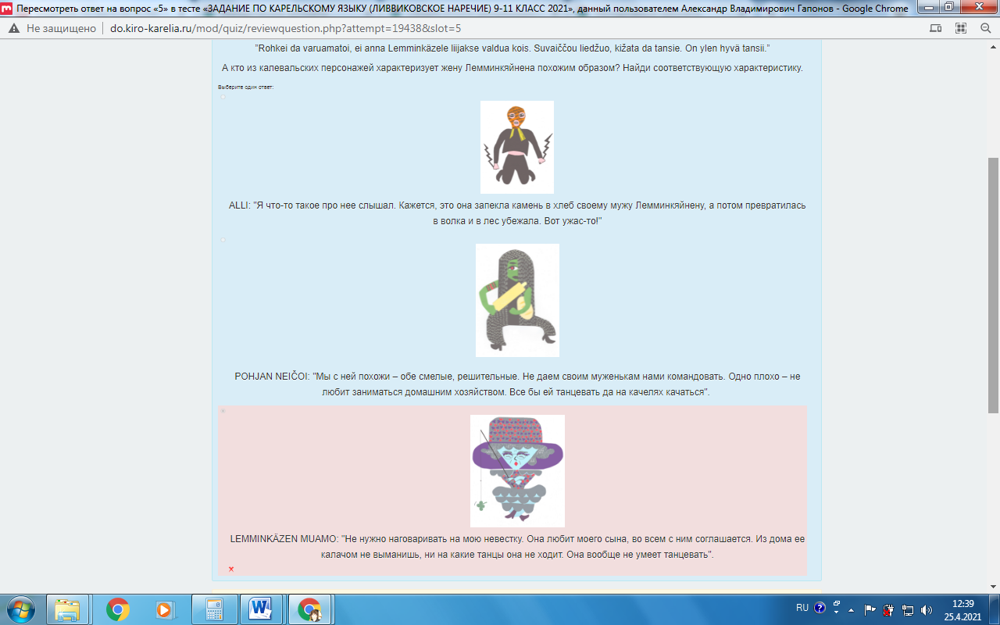 Пересмотреть ответ на вопрос «5» в тесте «ЗАДАНИЕ ПО КАРЕЛЬСКОМУ ЯЗЫКУ (ЛИВВИКОВСКОЕ НАРЕЧИЕ) 9-11 КЛАСС 2021», данный пользователем Александр Владимирович Гапонов - Google Chrome
Не защищено | do.kiro-karelia.ru/mod/quiz/reviewquestion.php?attempt=19438&slot=5
"Rohkei da varuamatoi, ei anna Lemminkäzele liijakse valdua kois. Suvaiččou liedžuo, kižata da tansie. On ylen hyvä tansii."
А кто из калевальских персонажей характеризует жену Лемминкяйнена похожим образом? Найди соответствующую характеристику.
Выберите один ответ:
ALLI: "Я что-то такое про нее слышал. Кажется, это она запекла камень в хлеб своему мужу Лемминкяйнену, а потом превратилась
в волка и в лес убежала. Вот ужас-то!"
POHJAN NEIČOI: "Мы с ней похожи – обе смелые, решительные. Не даем своим муженькам нами командовать. Одно плохо – не
любит заниматься домашним хозяйством. Все бы ей танцевать да на качелях качаться".
LEMMINKÄZEN MUAMO: "Не нужно наговаривать на мою невестку. Она любит моего сына, во всем с ним соглашается. Из дома ее
калачом не выманишь, ни на какие танцы она не ходит. Она вообще не умеет танцевать".
RU
12:39
25.4.2021